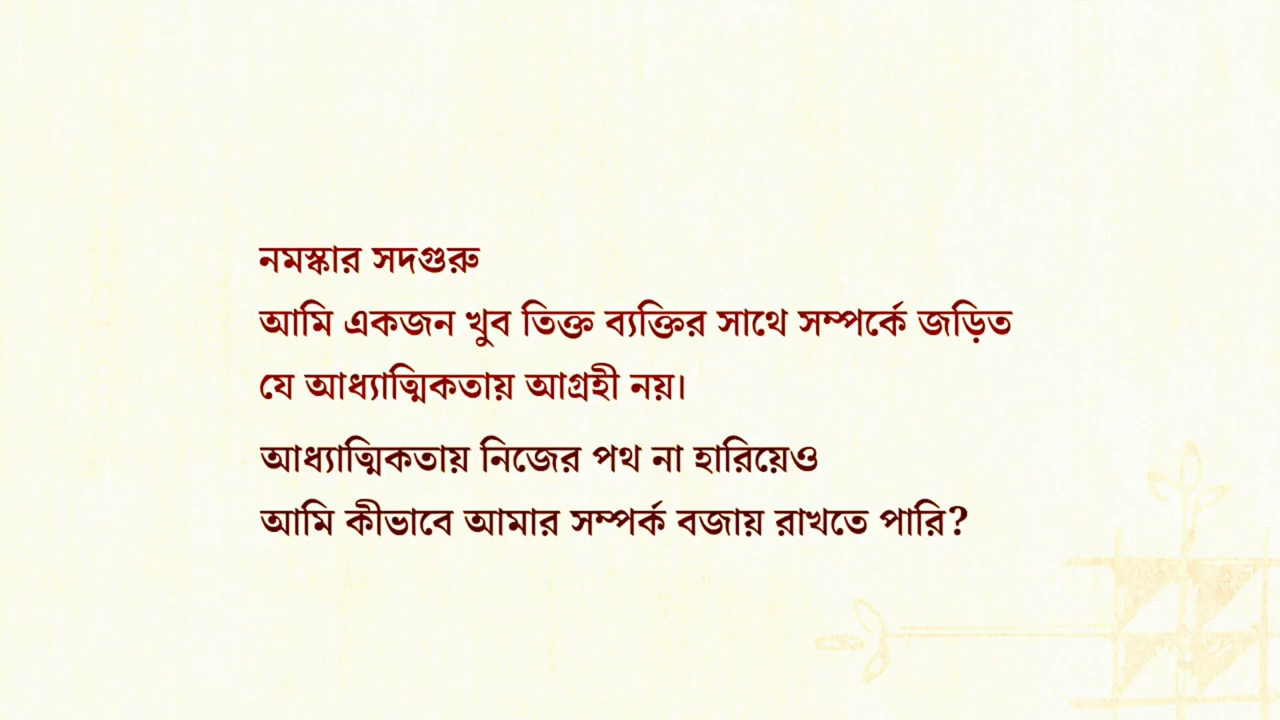 নমস্কার সদগুরু
আমি একজন খুব তিক্ত ব্যক্তির সাথে সম্পর্কে জড়িত
যে আধ্যাত্মিকতায় আগ্রহী নয়।
আধ্যাত্মিকতায় নিজের পথ না হারিয়েও
আমি কীভাবে আমার সম্পর্ক বজায় রাখতে পারি?